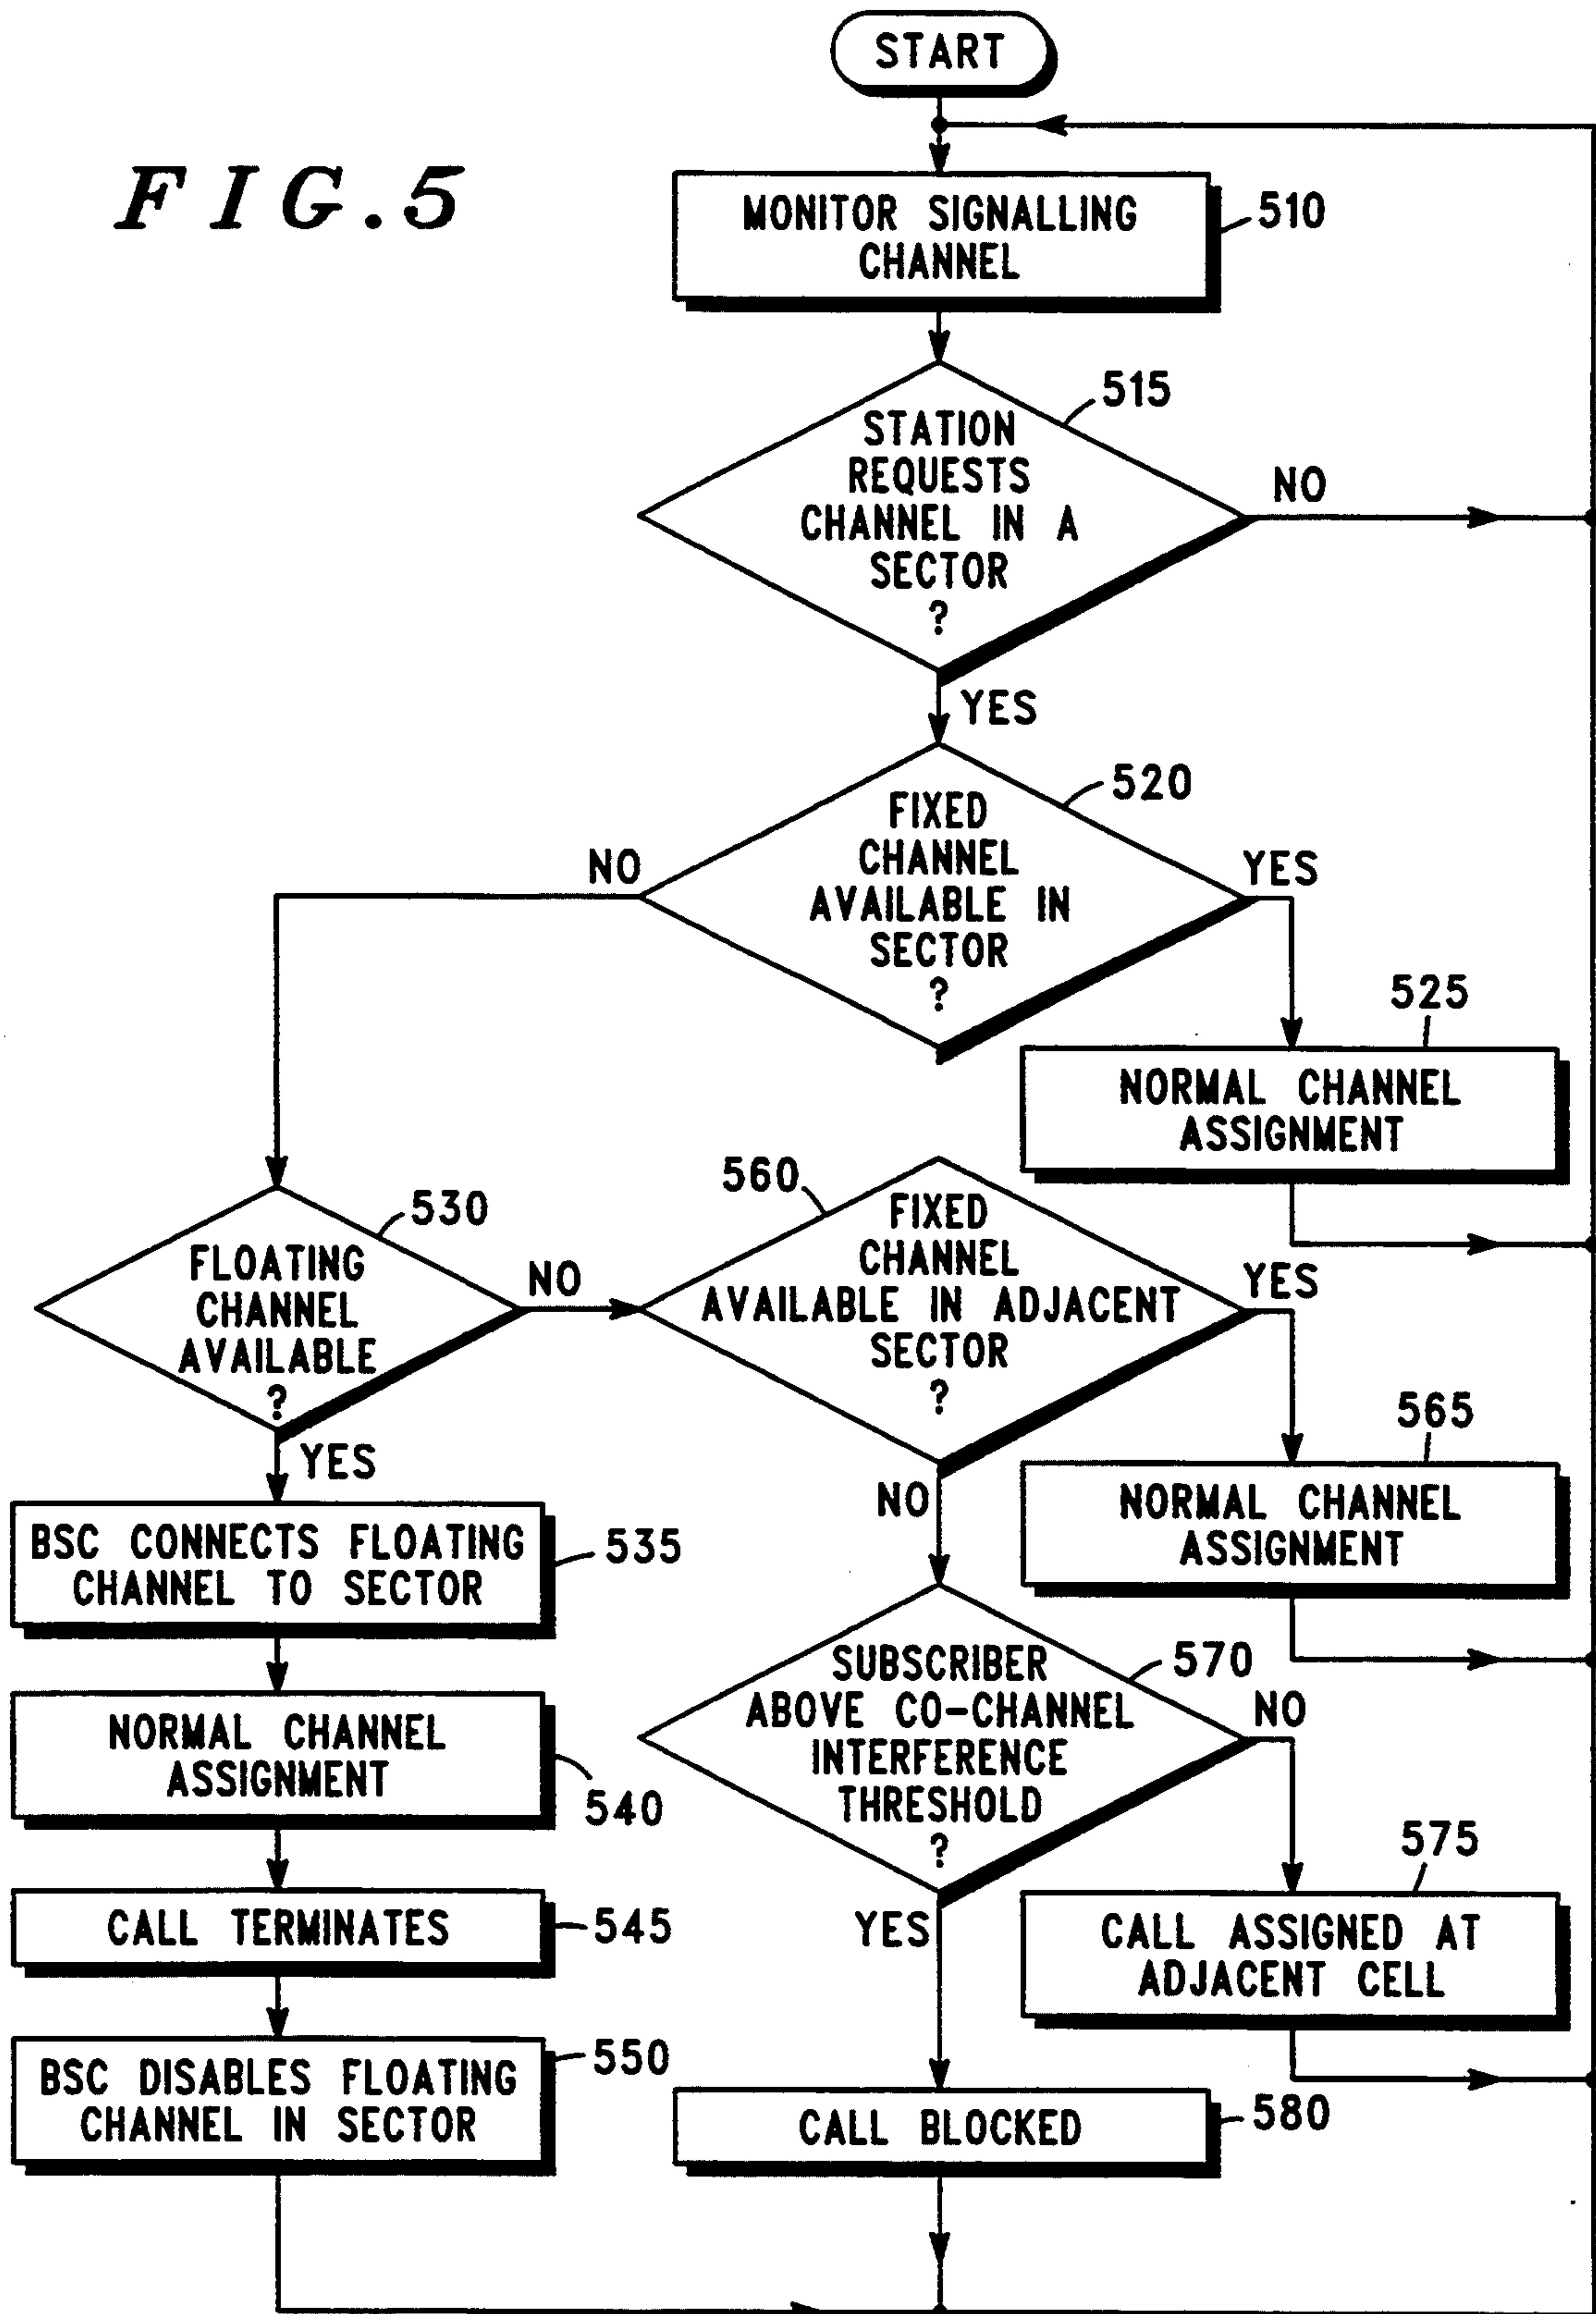 START
FIG.5
MONITOR SIGNALLING
CHANNEL
510
515
STATION
REQUESTS
CHANNEL IN A
SECTOR
?
NO
YES
520
FIXED
CHANNEL
AVAILABLE IN
SECTOR
?
NO
YES
525
NORMAL CHANNEL
ASSIGNMENT
530
FLOATING
CHANNEL
AVAILABLE
?
NO
YES
560
FIXED
CHANNEL
AVAILABLE IN ADJACENT
SECTOR
?
YES
NO
565
NORMAL CHANNEL
ASSIGNMENT
BSC CONNECTS FLOATING
CHANNEL TO SECTOR
535
NORMAL CHANNEL
ASSIGNMENT
540
CALL TERMINATES
545
BSC DISABLES FLOATING
CHANNEL IN SECTOR
550
SUBSCRIBER
ABOVE CO-CHANNEL
INTERFERENCE
THRESHOLD
?
570
NO
YES
575
CALL ASSIGNED AT
ADJACENT CELL
CALL BLOCKED
580